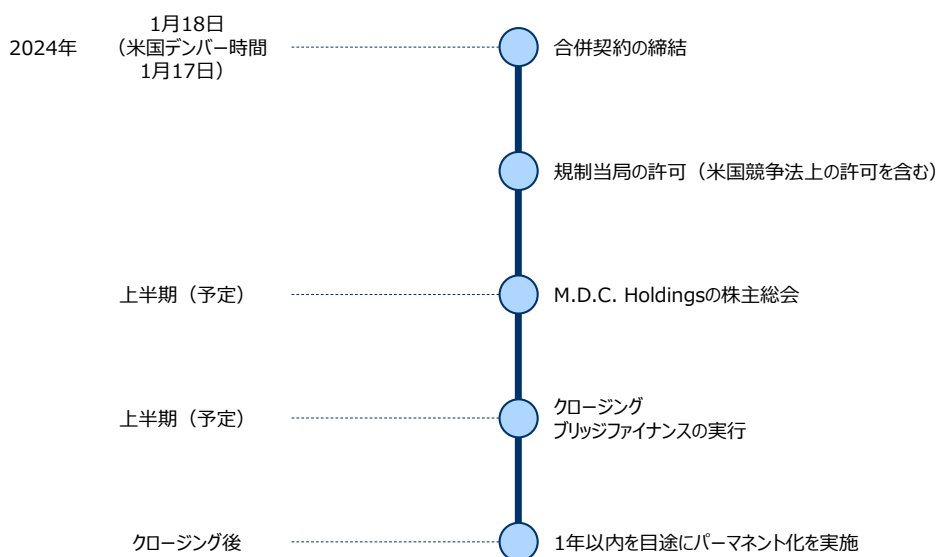 1月18日
2024年 （米国デンバー時間 合併契約の締結
1月17日）
規制当局の許可（米国競争法上の許可を含む）
上半期（予定） M.D.C. Holdingsの株主総会
上半期（予定） クロージング
ブリッジファイナンスの実行
クロージング後 1年以内を目途にパーマネント化を実施